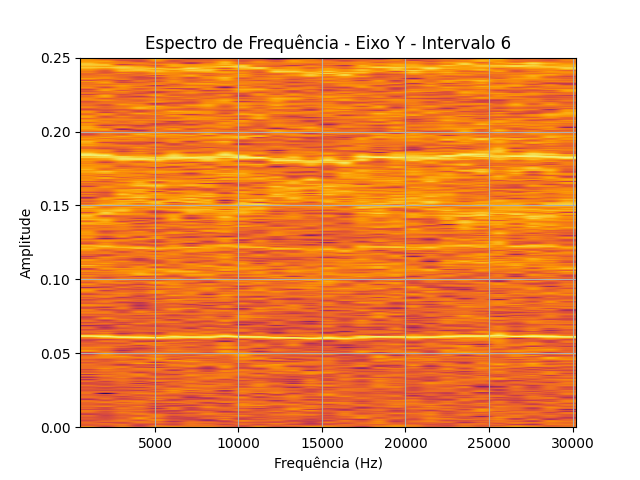 Espectro de Frequência - Eixo Y - Intervalo 6
0.25
0.20
0.15
0.10
0.05
0.00
Amplitude
5000 10000 15000 20000 25000 30000
Frequência (Hz)